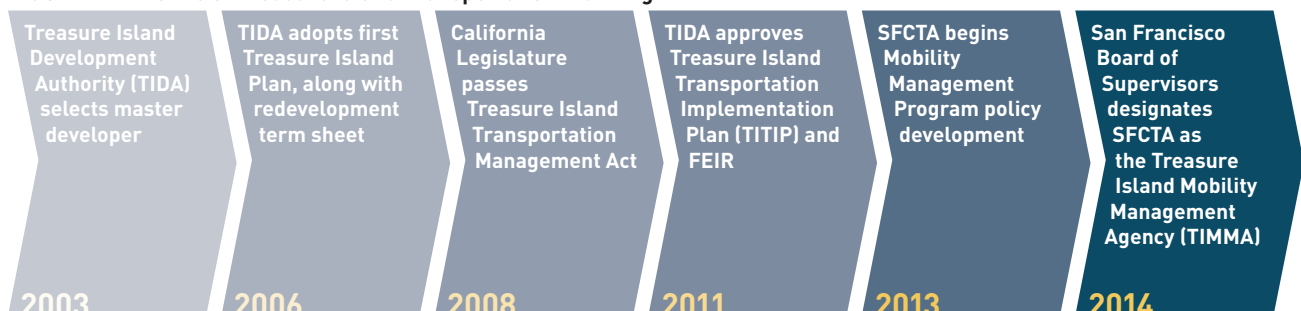 Treasure Island
Development
Authority (TIDA)
selects master
developer
2003
TIDA adopts first
Treasure Island
Plan, along with
redevelopment
term sheet
2006
California
Legislature
passes
Treasure Island
Transportation
Management Act
2008
TIDA approves
Treasure Island
Transportation
Implementation
Plan (TITIP) and
FEIR
2011
SFCTA begins
Mobility
Management
Program policy
development
2013
San Francisco
Board of
Supervisors
designates
SFCTA as
the Treasure
Island Mobility
Management
Agency (TIMMA)
2014